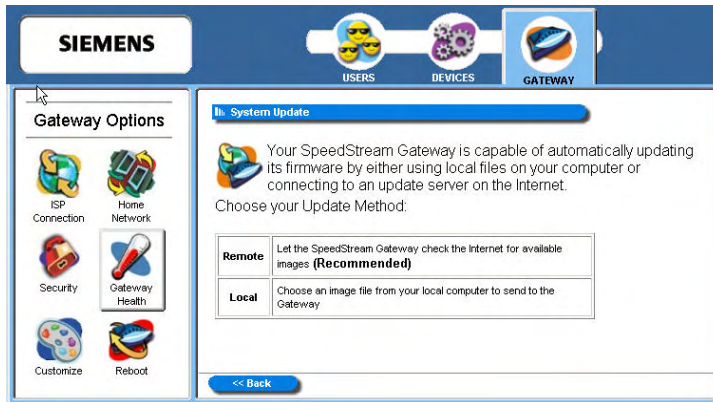 SIEMENS
USERS
DEVICES
GATEWAY
Gateway Options
ISP
Connection
Home
Network
Security
Gateway
Health
Customize
Reboot
System Update
Your SpeedStream Gateway is capable of automatically updating
its firmware by either using local files on your computer or
connecting to an update server on the Internet.
Choose your Update Method:
Remote
Let the SpeedStream Gateway check the Internet for available
images (Recommended)
Local
Choose an image file from your local computer to send to the
Gateway
<< Back